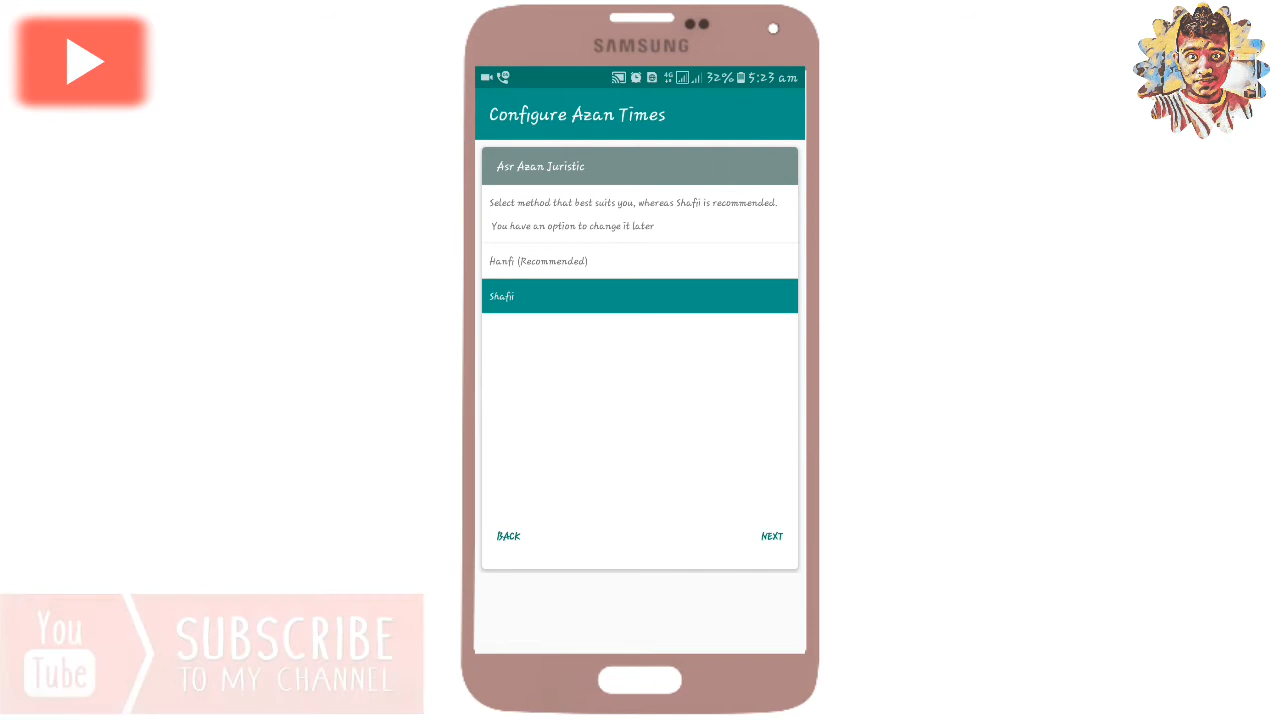 SAMSUNG
4G 32% 5:23 am
Configure Azan Times
Asr Azan Juristic
Select method that best suits you, whereas Shafii is recommended.
You have an option to change it later
Hanfi (Recommended)
Shafii
BACK NEXT
You
Tube
SUBSCRIBE
TO MY CHANNEL